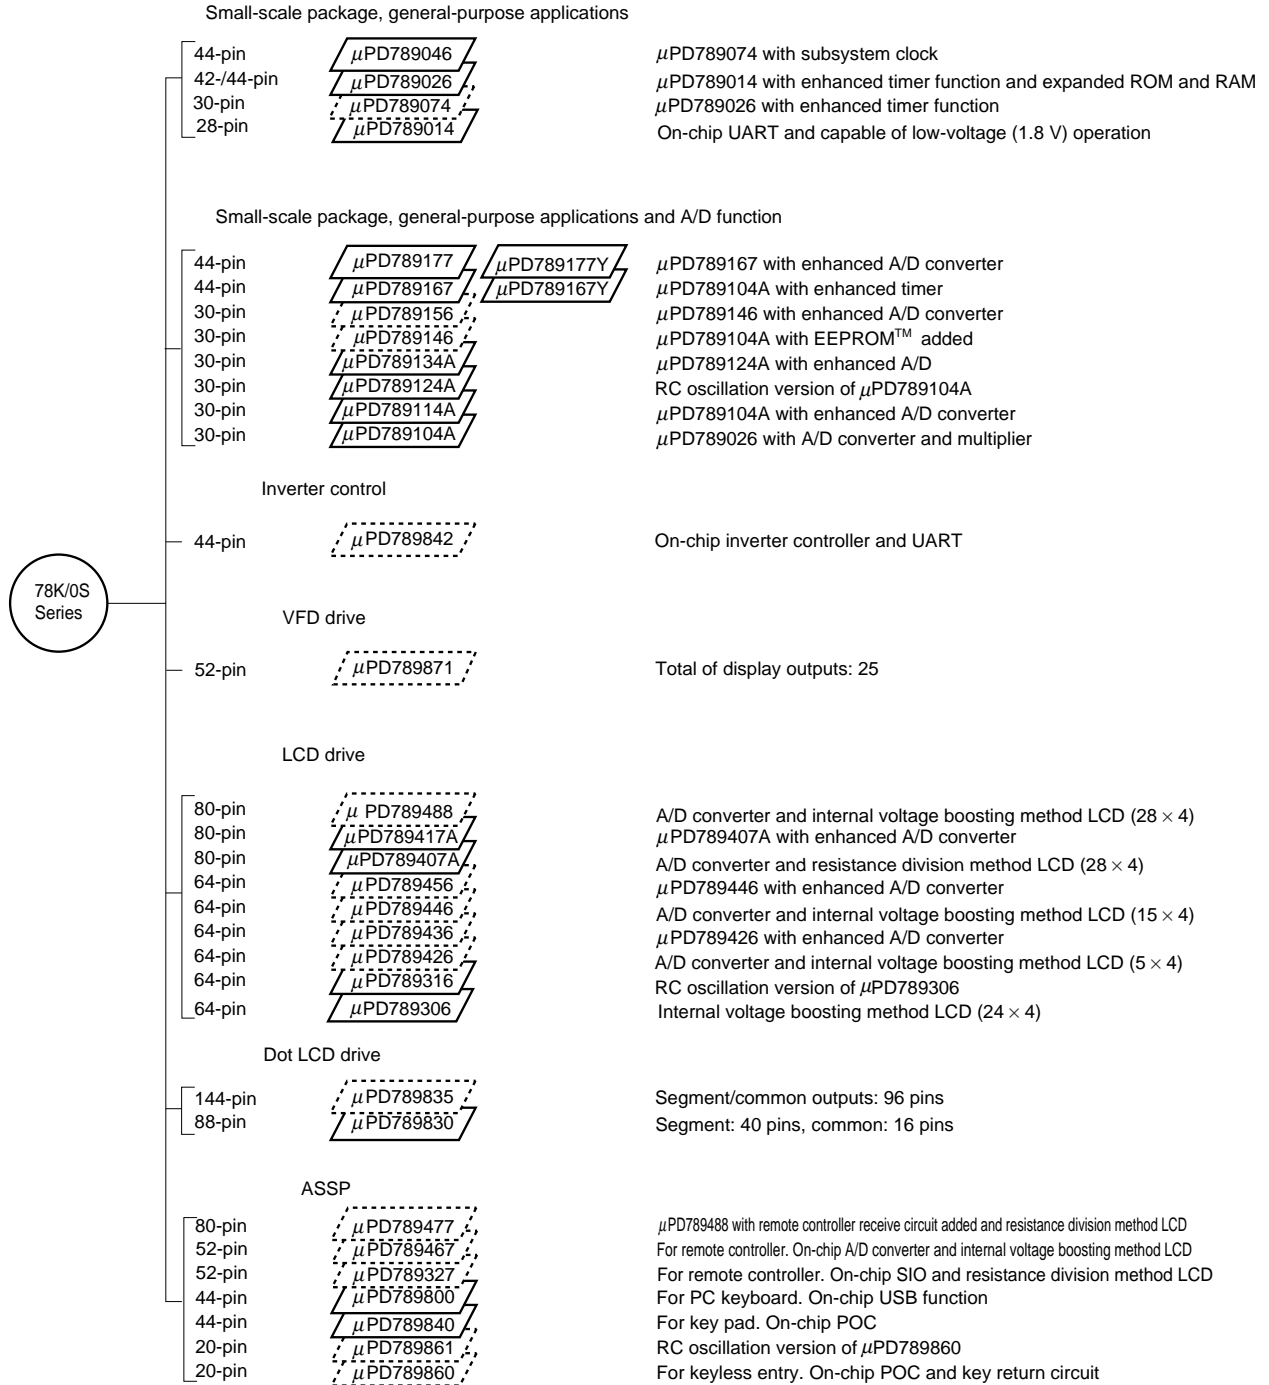 Small-scale package, general-purpose applications
44-pin μPD789046 μPD789074 with subsystem clock
42-/44-pin μPD789026 μPD789014 with enhanced timer function and expanded ROM and RAM
30-pin μPD789074 μPD789026 with enhanced timer function
28-pin μPD789014 On-chip UART and capable of low-voltage (1.8 V) operation
Small-scale package, general-purpose applications and A/D function
44-pin μPD789177 μPD789177Y μPD789167 with enhanced A/D converter
44-pin μPD789167 μPD789167Y μPD789104A with enhanced timer
30-pin μPD789156 μPD789146 with enhanced A/D converter
30-pin μPD789146 μPD789104A with EEPROM™ added
30-pin μPD789134A μPD789124A with enhanced A/D
30-pin μPD789124A RC oscillation version of μPD789104A
30-pin μPD789114A μPD789104A with enhanced A/D converter
30-pin μPD789104A μPD789026 with A/D converter and multiplier
Inverter control
44-pin μPD789842 On-chip inverter controller and UART
78K/0S
Series
VFD drive
52-pin μPD789871 Total of display outputs: 25
LCD drive
80-pin μPD789488 A/D converter and internal voltage boosting method LCD (28 × 4)
80-pin μPD789417A μPD789407A with enhanced A/D converter
80-pin μPD789407A A/D converter and resistance division method LCD (28 × 4)
64-pin μPD789456 μPD789446 with enhanced A/D converter
64-pin μPD789446 A/D converter and internal voltage boosting method LCD (15 × 4)
64-pin μPD789436 μPD789426 with enhanced A/D converter
64-pin μPD789426 A/D converter and internal voltage boosting method LCD (5 × 4)
64-pin μPD789316 RC oscillation version of μPD789306
64-pin μPD789306 Internal voltage boosting method LCD (24 × 4)
Dot LCD drive
144-pin μPD789835 Segment/common outputs: 96 pins
88-pin μPD789830 Segment: 40 pins, common: 16 pins
ASSP
80-pin μPD789477 μPD789488 with remote controller receive circuit added and resistance division method LCD
52-pin μPD789467 For remote controller. On-chip A/D converter and internal voltage boosting method LCD
52-pin μPD789327 For remote controller. On-chip SIO and resistance division method LCD
44-pin μPD789800 For PC keyboard. On-chip USB function
44-pin μPD789840 For key pad. On-chip POC
20-pin μPD789861 RC oscillation version of μPD789860
20-pin μPD789860 For keyless entry. On-chip POC and key return circuit